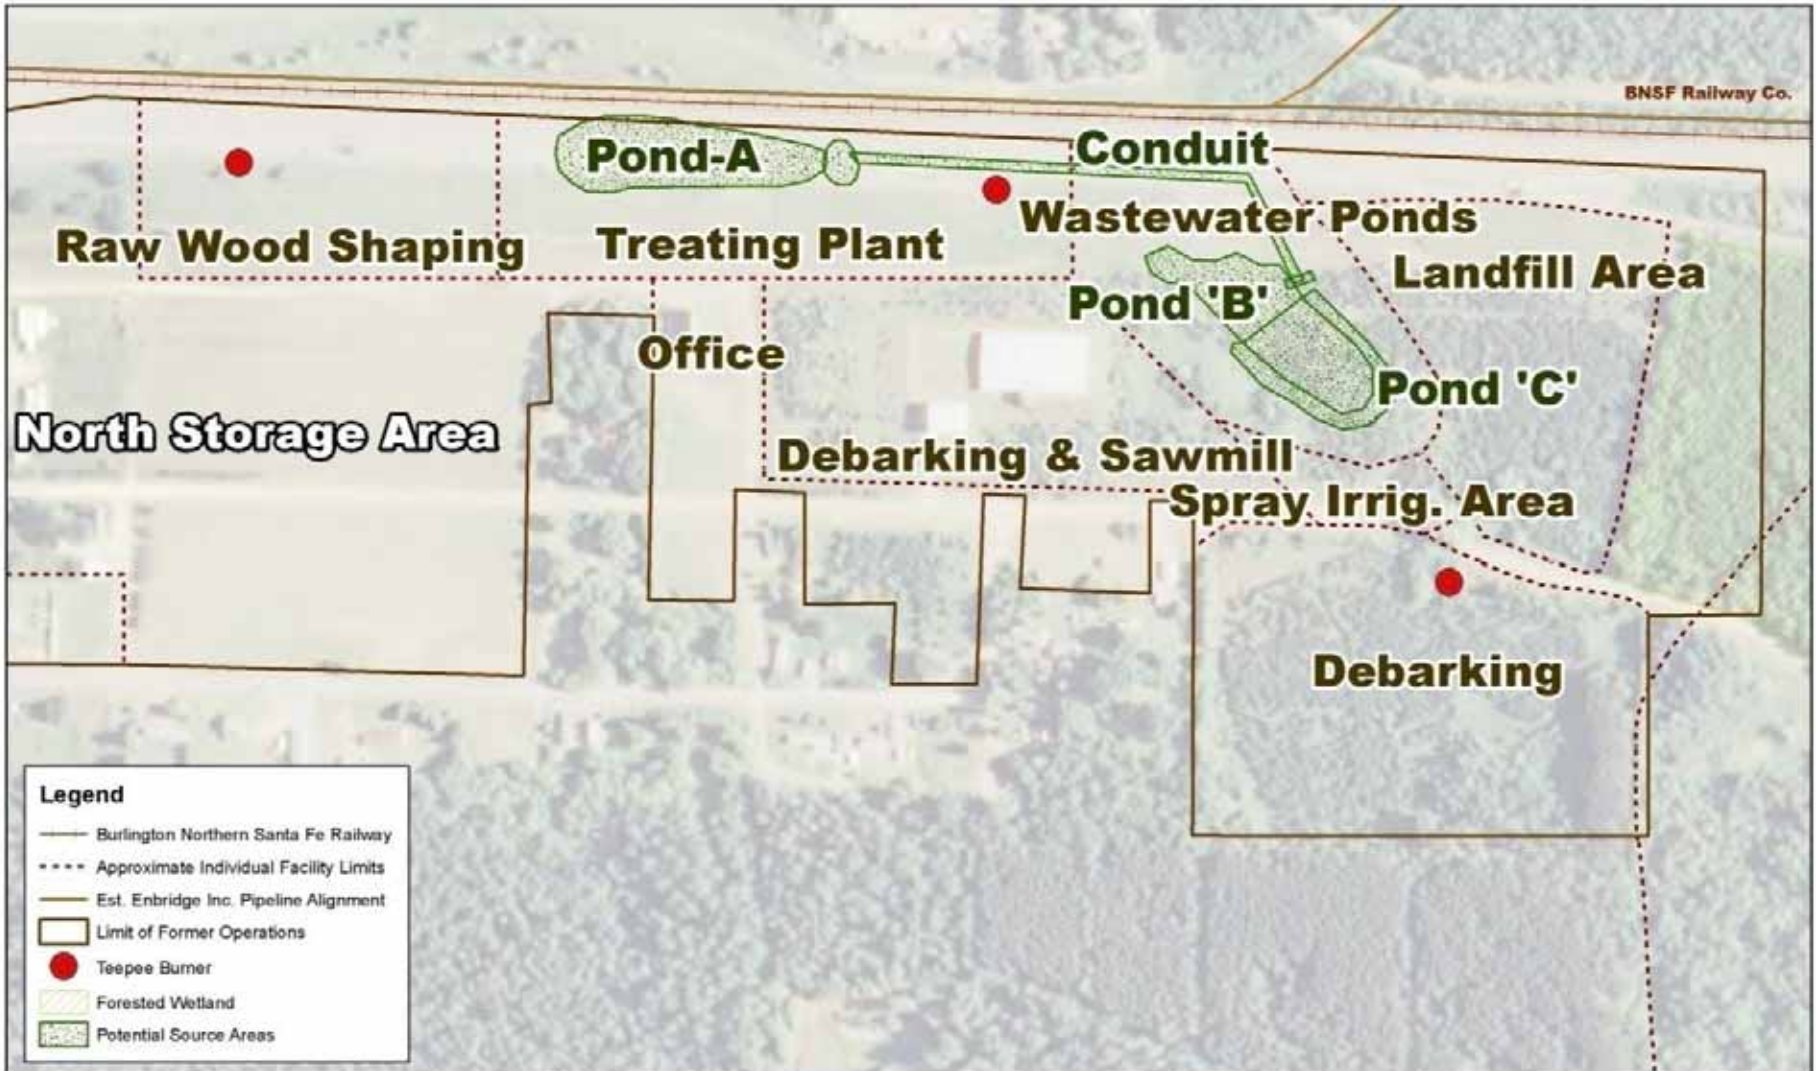 BNSF Railway Co.
Conduit
Pond-A
Wastewater Ponds
Raw Wood Shaping
Treating Plant
Landfill Area
Pond 'B'
Office
Pond 'C'
North Storage Area
Debarking & Sawmill
Spray Irrig. Area
Debarking
Legend
Burlington Northern Santa Fe Railway
Approximate Individual Facility Limits
Est. Enbridge Inc. Pipeline Alignment
Limit of Former Operations
Teepee Burner
Forested Wetland
Potential Source Areas